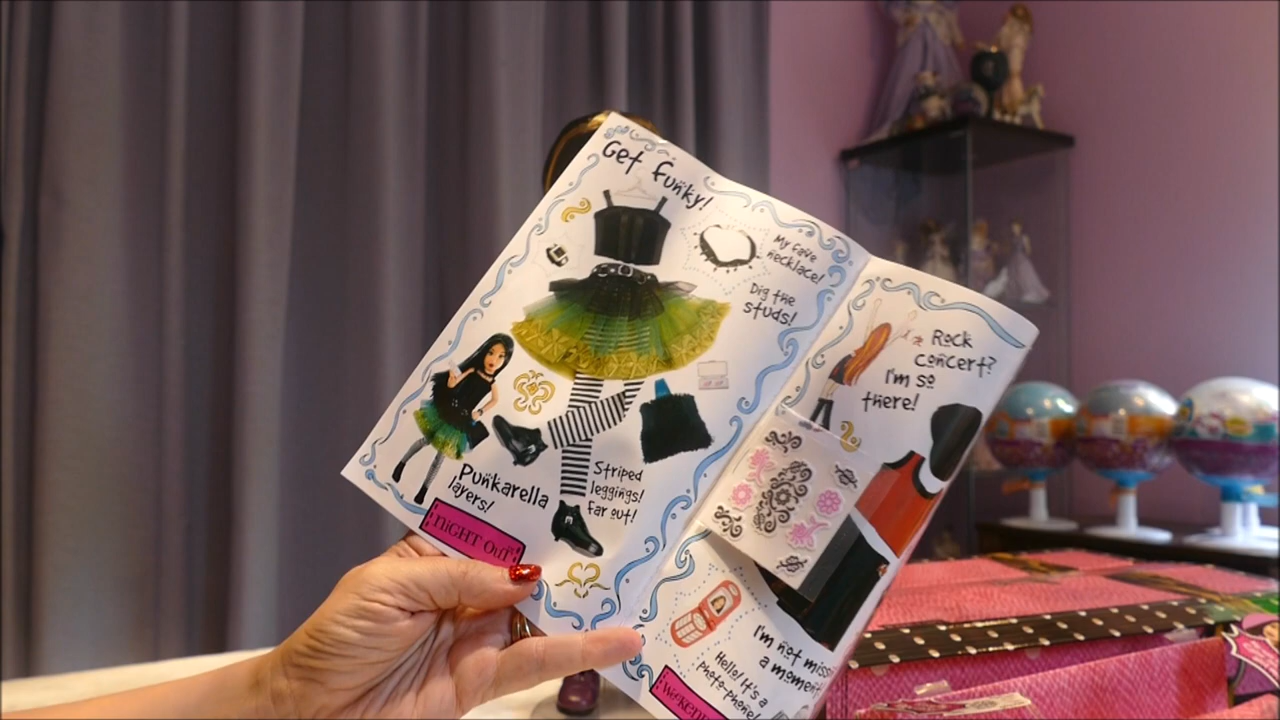 Get Funky!
My fave
necklace!
Dig the
studs!
Punkarella
layers!
Striped
leggings!
Far out!
NIGHT OUT
Rock
concert?
I'm so
there!
I'm not
a moment
Hello! It's a
photo-phone!